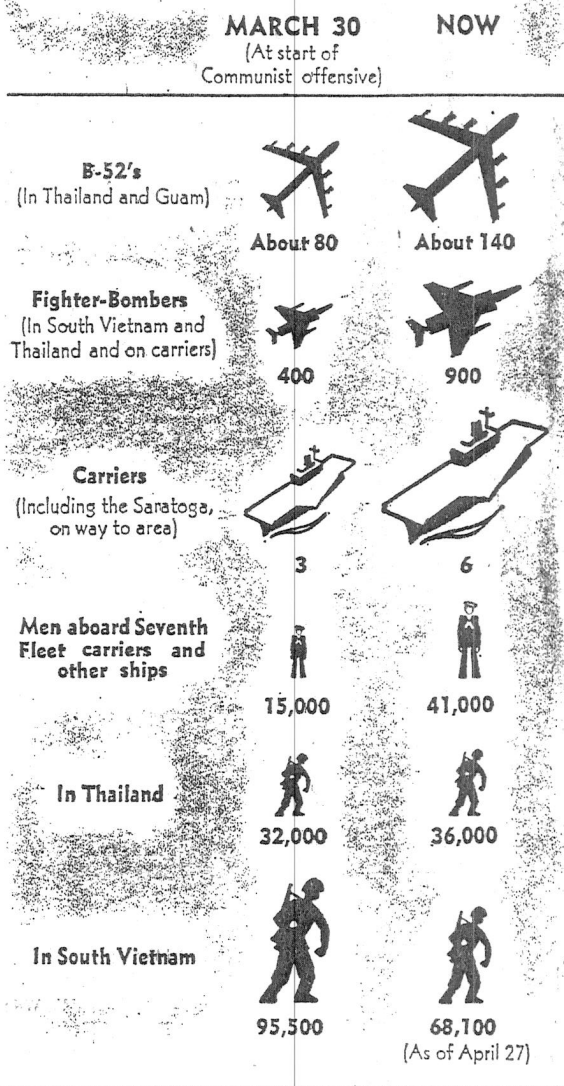 MARCH 30 NOW
(At start of
Communist offensive)
B-52's
(In Thailand and Guam)
About 80 About 140
Fighter-Bombers
(In South Vietnam and
Thailand and on carriers)
400 900
Carriers
(Including the Saratoga,
on way to area)
3 6
Men aboard Seventh
Fleet carriers and
other ships
15,000 41,000
In Thailand
32,000 36,000
In South Vietnam
95,500 68,100
(As of April 27)